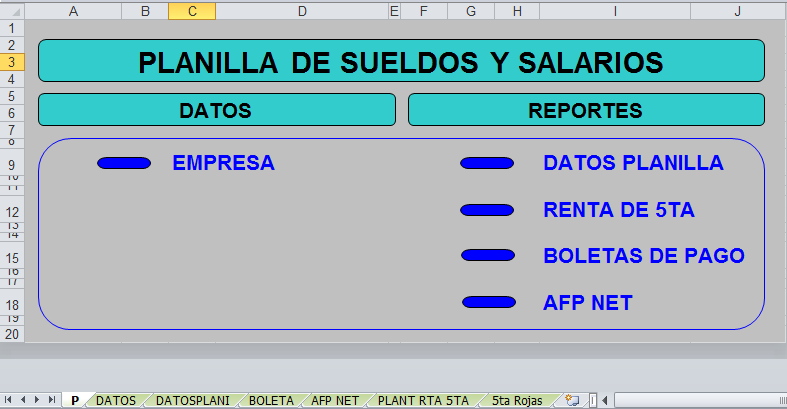 A B C D E F G H I J
1
2
3
PLANILLA DE SUELDOS Y SALARIOS
4
5
6
DATOS REPORTES
7
8
9
EMPRESA DATOS PLANILLA
10
11
12
RENTA DE 5TA
13
14
15
BOLETAS DE PAGO
16
17
18
AFP NET
19
20
P DATOS DATOSPLANI BOLETA AFP NET PLANT RTA 5TA 5ta Rojas